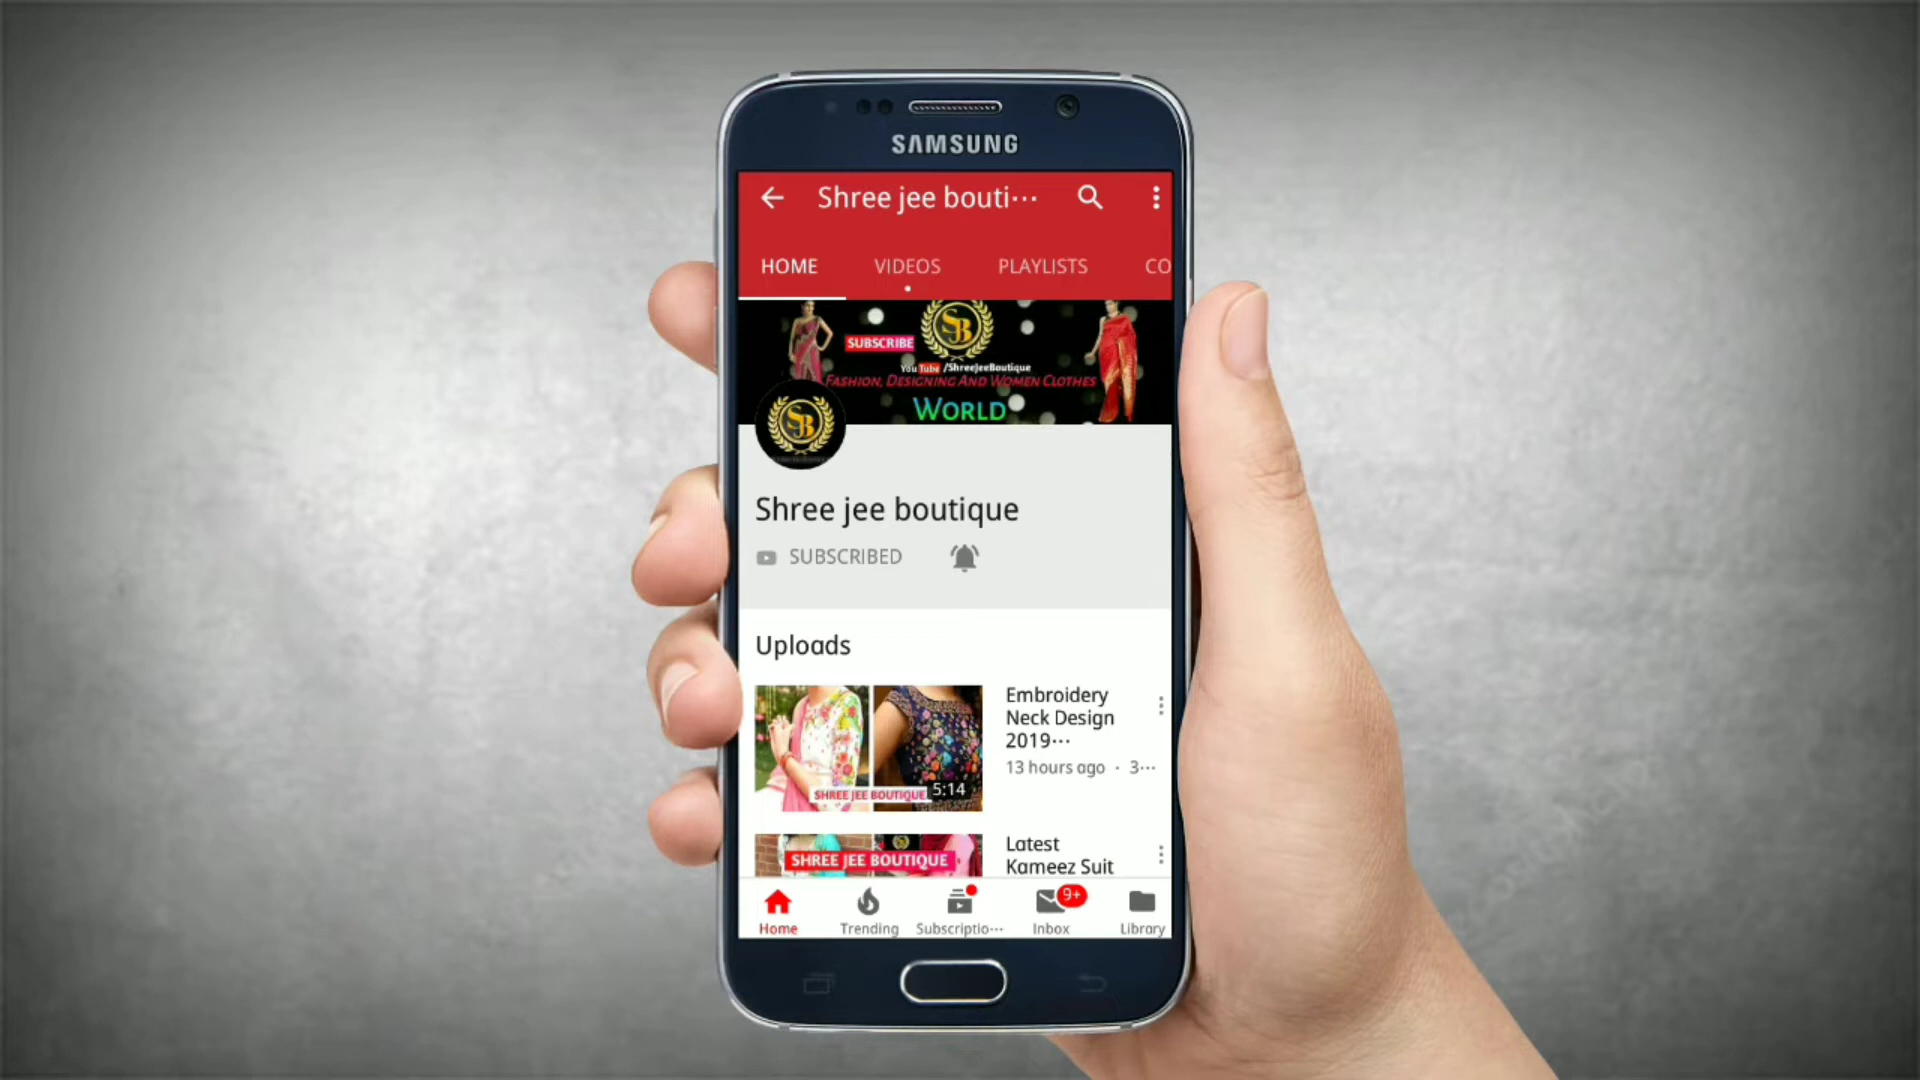 SAMSUNG
Shree jee bouti...
HOME VIDEOS PLAYLISTS CO
SB
SUBSCRIBE
You Tube /ShreejeeBoutique
FASHION, DESIGNING AND WOMEN CLOTHES
WORLD
SB
Shree jee boutique
SUBSCRIBED
Uploads
Embroidery
Neck Design
2019...
13 hours ago · 3...
SHREE JEE BOUTIQUE
5:14
Latest
Kameez Suit
SHREE JEE BOUTIQUE
Home Trending Subscriptio... Inbox Library
9+